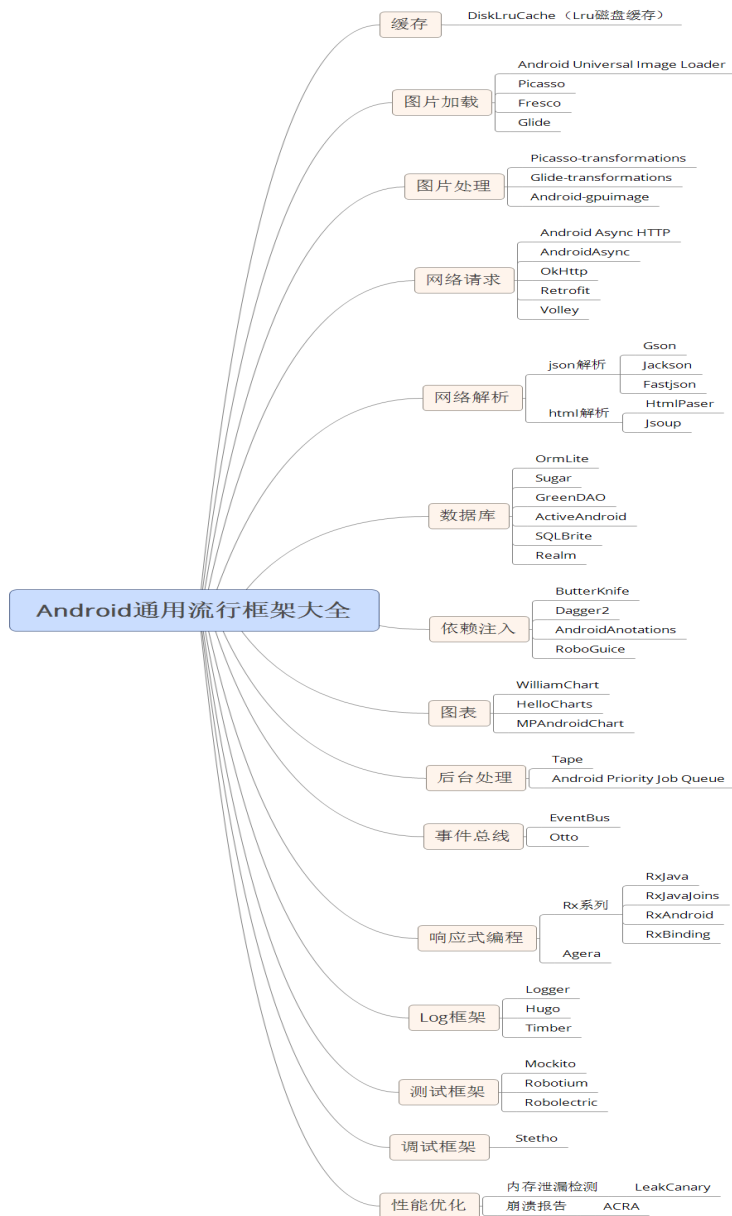 缓存
DiskLruCache（Lru磁盘缓存）
图片加载
Android Universal Image Loader
Picasso
Fresco
Glide
图片处理
Picasso-transformations
Glide-transformations
Android-gpuimage
网络请求
Android Async HTTP
AndroidAsync
OkHttp
Retrofit
Volley
网络解析
json解析
Gson
Jackson
Fastjson
html解析
HtmlPaser
Jsoup
数据库
OrmLite
Sugar
GreenDAO
ActiveAndroid
SQLBrite
Realm
Android通用流行框架大全
依赖注入
ButterKnife
Dagger2
AndroidAnotations
RoboGuice
图表
WilliamChart
HelloCharts
MPAndroidChart
后台处理
Tape
Android Priority Job Queue
事件总线
EventBus
Otto
响应式编程
Rx系列
RxJava
RxJavaJoins
RxAndroid
RxBinding
Agera
Log框架
Logger
Hugo
Timber
测试框架
Mockito
Robotium
Robolectric
调试框架
Stetho
性能优化
内存泄漏检测
LeakCanary
崩溃报告
ACRA